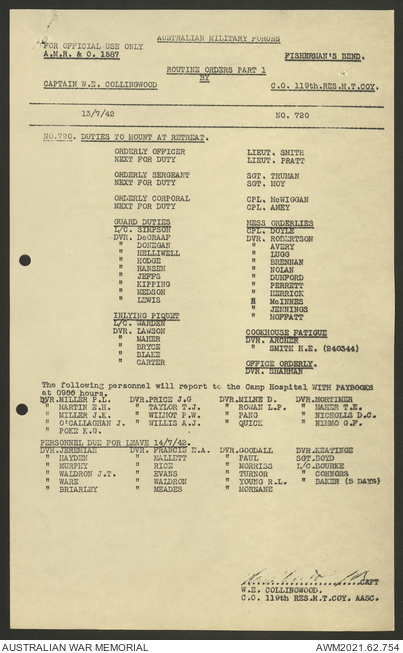 AUSTRALIAN MILITARY FORCES
FOR OFFICIAL USE ONLY
A.M.R. & O. 1587
FISHERMAN'S BEND.
ROUTINE ORDERS PART 1
BY
CAPTAIN W.E. COLLINGWOOD
C.O. 119th.RES.M.T.COY.
13/7/42 NO. 720
NO.720. DUTIES TO MOUNT AT RETREAT.
ORDERLY OFFICER LIEUT. SMITH
NEXT FOR DUTY LIEUT. PRATT
ORDERLY SERGEANT SGT. TRUMAN
NEXT FOR DUTY SGT. MOY
ORDERLY CORPORAL CPL. McWIGGAN
NEXT FOR DUTY CPL. AMEY
GUARD DUTIES
L/C. SIMPSON
DVR. DeGRAAF
" DONEGAN
" HELLIWELL
" HODGE
" HANSEN
" JEFFS
" KIPPING
" MEDSON
" LEWIS
INLYING PIQUET
L/C. WARDEN
DVR. LAWSON
" MAHER
" BRYCE
" BLAKE
" CARTER
MESS ORDERLIES
CPL. DOYLE
DVR. ROBERTSON
" AVERY
" LUGG
" BRENNAN
" NOLAN
" DUNFORD
" PERRETT
" HERRICK
" McINNES
" JENNINGS
" MOFFATT
COOKHOUSE FATIGUE
DVR. ARCHER
" SMITH H.E. (240344)
OFFICE ORDERLY.
DVR. SHARMAN
The following personnel will report to the Camp Hospital WITH PAYBOOKS
at 0900 hours.
DVR.MILLER P.L. DVR.PRICE J.G DVR.MILNE D. DVR.MORTIMER
" MARTIN E.H. " TAYLOR T.J. " ROWAN L.P. " MAHER T.E.
" MILLER J.K. " WILMOT P.W. " PANG " NICHOLLS D.C.
" O'CALLAGHAN J. " WILLIS A.J. " QUICK " NIMMO G.F.
" POKE K.G.
PERSONNEL DUE FOR LEAVE 14/7/42.
DVR.JEREMIAH DVR.FRANCIS E.A. DVR.GOODALL DVR.KEATINGE
" HAYDEN " MALLETT " PAUL SGT.BOYD
" MURPHY " RICE " MORRISS L/C.BOURKE
" WALDRON J.T. " EVANS " TURNOR " CONNORS
" WARE " WALDRON " YOUNG R.L. " BAKER (5 DAYS)
" BRIARLEY " MEADES " MORNANE
CAPT
W.E. COLLINGWOOD.
C.O. 119th RES.M.T.COY. AASC.
AUSTRALIAN WAR MEMORIAL AWM2021.62.754